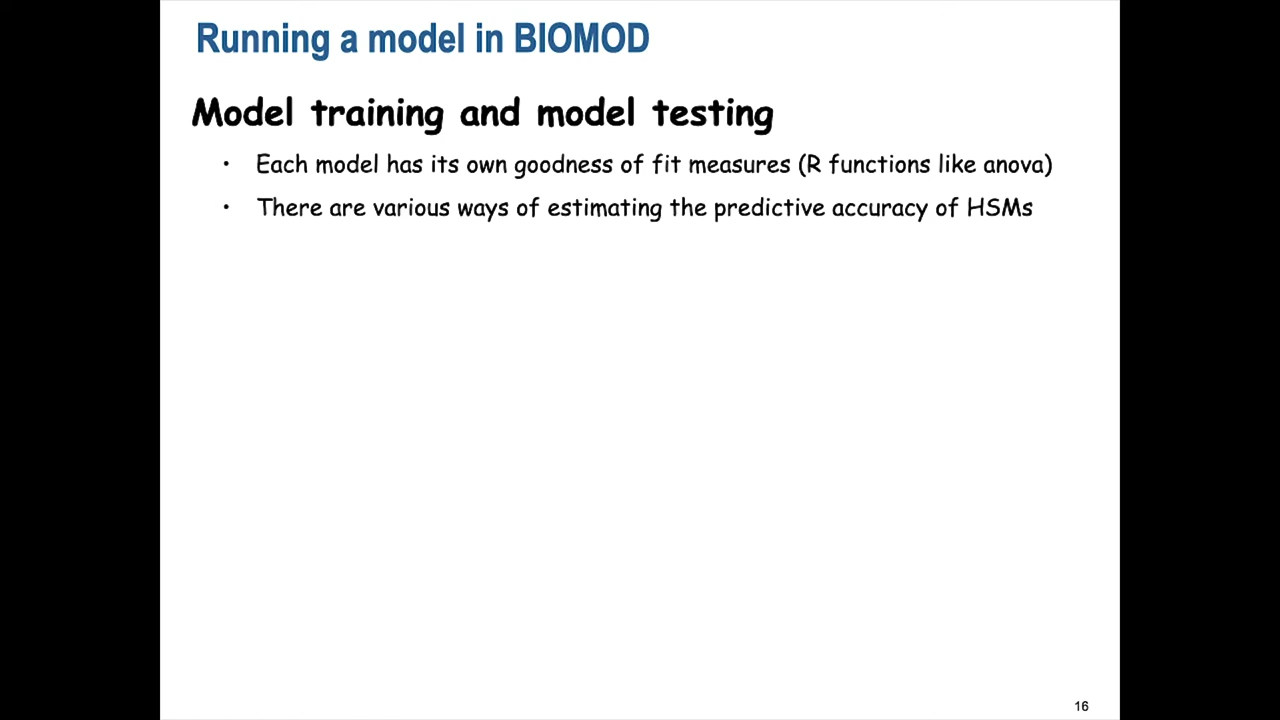 Running a model in BIOMOD
Model training and model testing
• Each model has its own goodness of fit measures (R functions like anova)
• There are various ways of estimating the predictive accuracy of HSMs
16